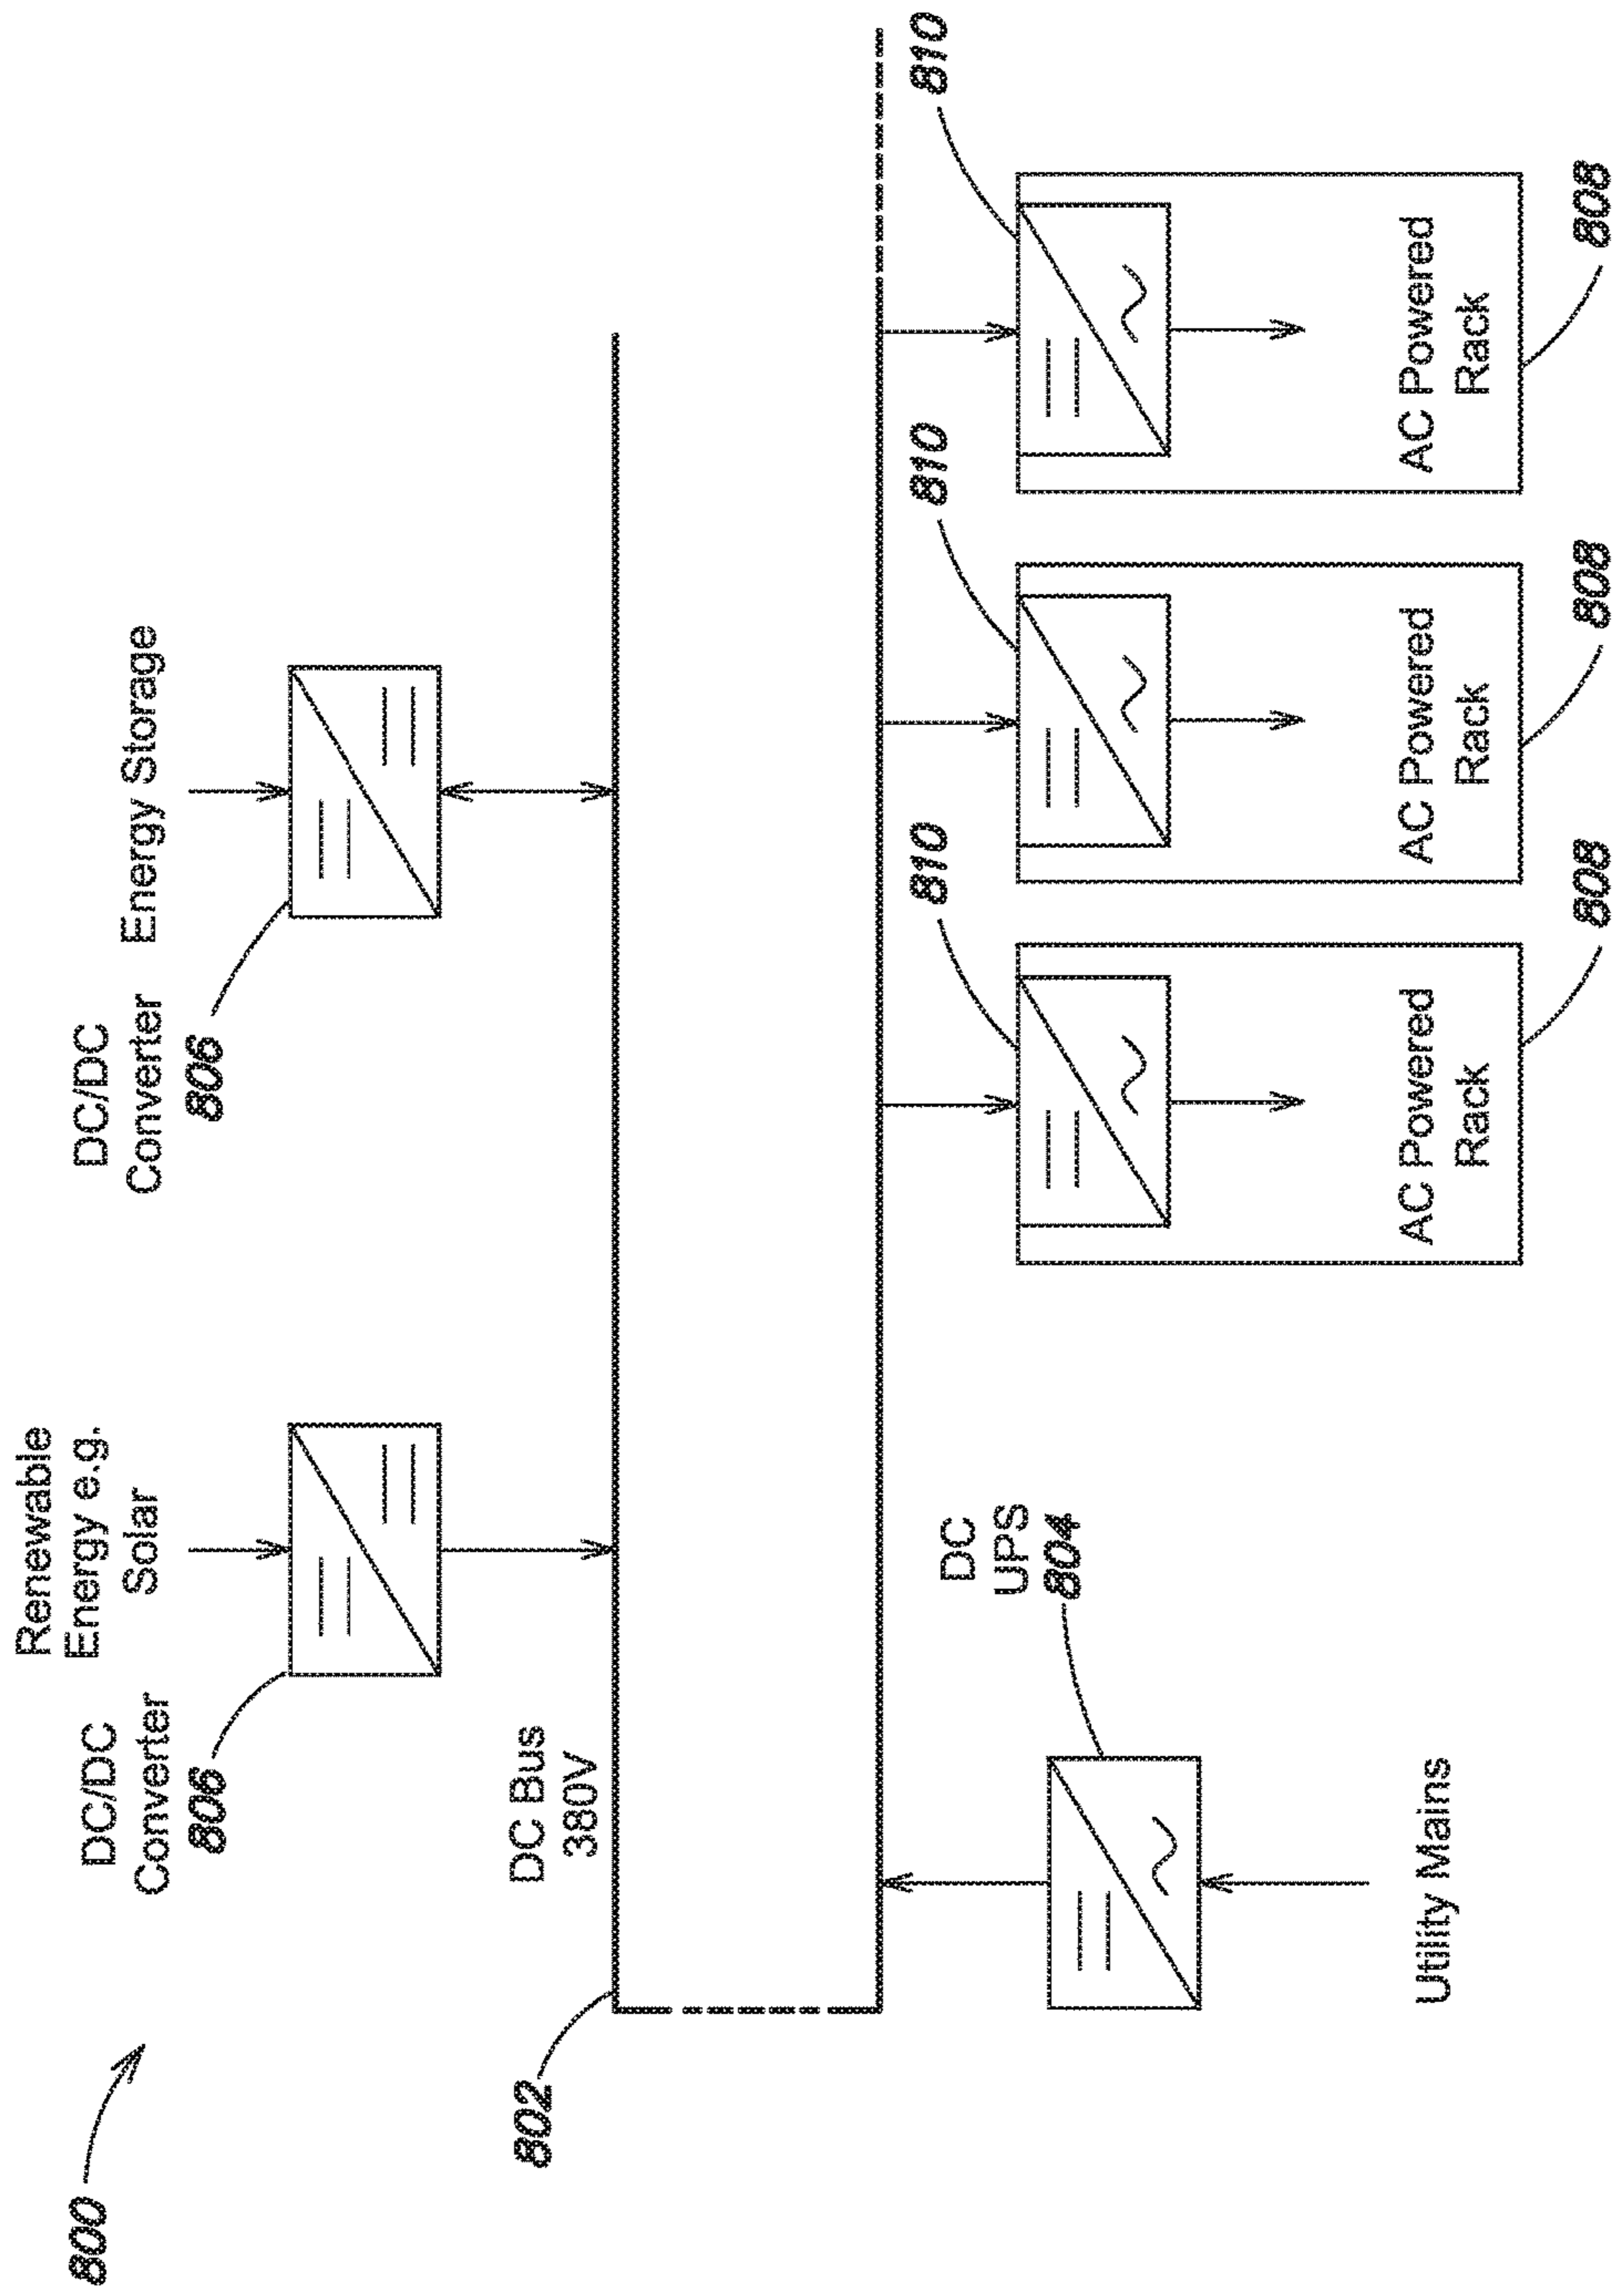 800
Renewable
Energy e.g.
Solar
DC/DC
Converter
806
DC/DC
Converter
806
Energy Storage
DC Bus
380V
802
DC
UPS
804
810
810
810
Utility Mains
AC Powered
Rack
AC Powered
Rack
AC Powered
Rack
808
808
808